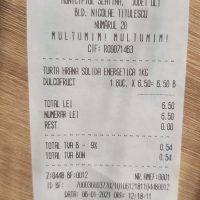 MUNICIPIUL SLATINA, JUDET OLT
BLD. NICOLAE TITULESCU
NUMARUL 20
MULTUMIM! MULTUMIM!
CIF: RO8071463
TURTA HRANA SOLIDA ENERGETICA 1KG
DULCOFRUCT 1 BUC. X 6.50= 6.50 B
TOTAL LEI 6.50
NUMERAR LEI 6.50
REST 0.00
TOTAL TVA B - 9% 0.54
TOTAL TVA BON 0.54
Z:0448 BF:0012 NR.AMEF:0001
ID BF:
DATA: 06-01-2021 ORA: 12-18-11